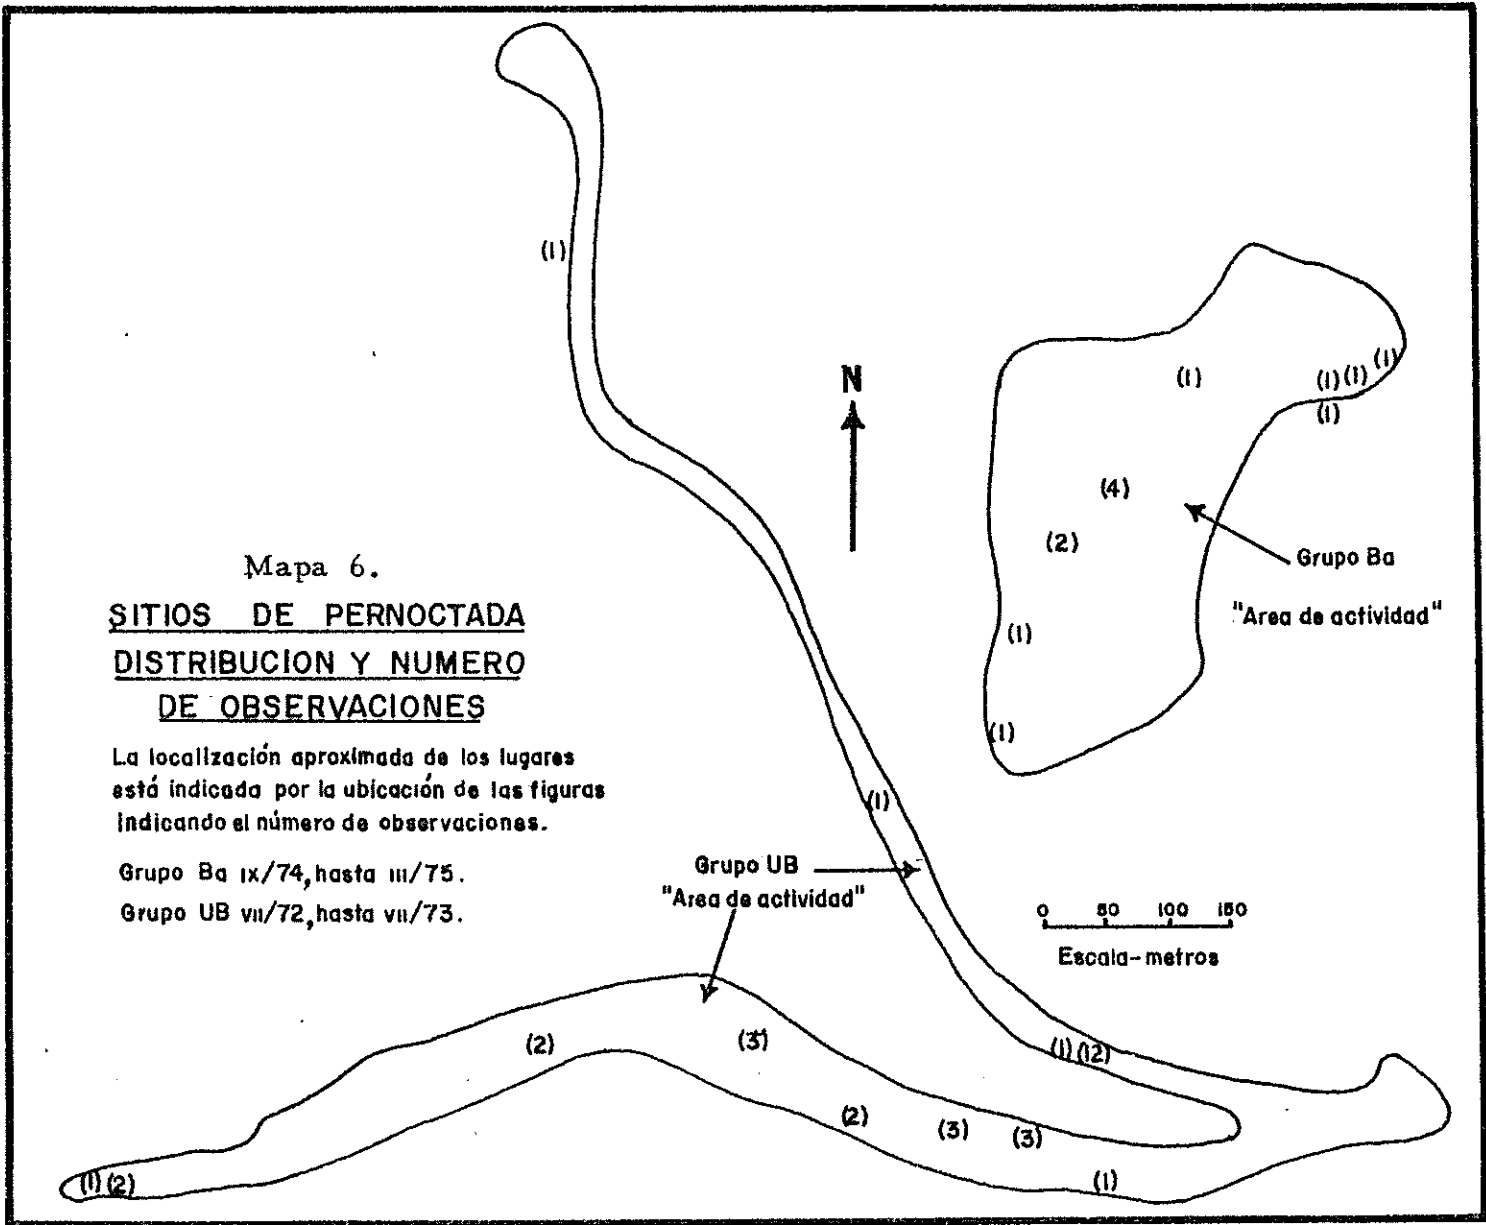 (1)
(1)
(1)
(1)
(1)
(1)
N
(4)
(2)
Grupo Ba
"Area de actividad"
(1)
(1)
Mapa 6.
SITIOS DE PERNOCTADA
DISTRIBUCION Y NUMERO
DE OBSERVACIONES
La localización aproximada de los lugares
está indicada por la ubicación de las figuras
indicando el número de observaciones.
Grupo Ba IX/74, hasta III/75.
Grupo UB VII/72, hasta VII/73.
(1)
Grupo UB
"Area de actividad"
0 50 100 150
Escala-metros
(2)
(3)
(1) (12)
(2)
(3)
(3)
(1)
(1) (2)